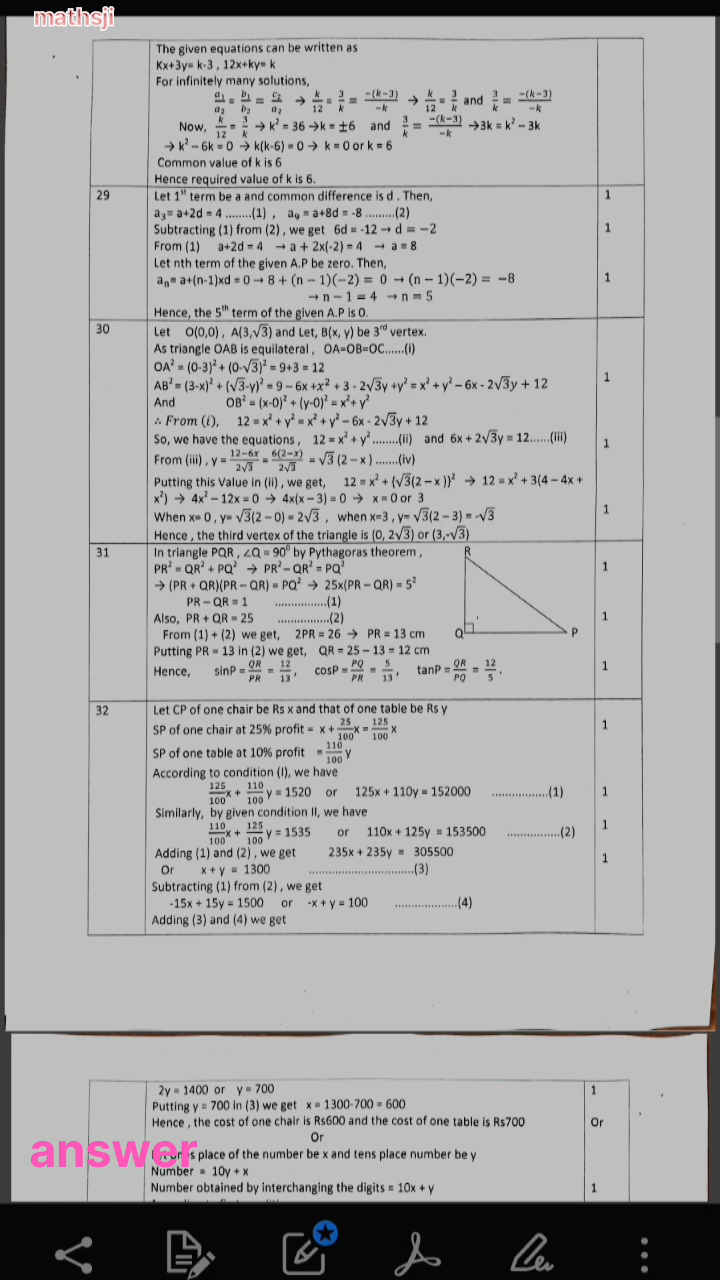 mathsji
The given equations can be written as
Kx+3y= k-3 , 12x+ky= k
For infinitely many solutions,
a₁/a₂ = b₁/b₂ = c₂/a₂ → k/12 = 3/k = -(k-3)/-k → k/12 = 3/k and 3/k = -(k-3)/-k
Now, k/12 = 3/k → k² = 36 → k = ±6 and 3/k = -(k-3)/-k → 3k = k² – 3k
→ k² – 6k = 0 → k(k-6) = 0 → k = 0 or k = 6
Common value of k is 6
Hence required value of k is 6.
29 Let 1st term be a and common difference is d . Then, 1
a₃= a+2d = 4 ........(1) , a₉ = a+8d = -8 .........(2)
Subtracting (1) from (2) , we get 6d = -12 → d = −2 1
From (1) a+2d = 4 → a + 2x(-2) = 4 → a = 8
Let nth term of the given A.P be zero. Then,
aₙ= a+(n-1)xd = 0 → 8 + (n − 1)(−2) = 0 → (n − 1)(−2) = −8 1
→ n − 1 = 4 → n = 5
Hence, the 5th term of the given A.P is 0.
30 Let O(0,0) , A(3,√3) and Let, B(x, y) be 3rd vertex.
As triangle OAB is equilateral , OA=OB=OC......(i)
OA² = (0-3)² + (0-√3)² = 9+3 = 12
AB² = (3-x)² + (√3-y)² = 9 – 6x +x² + 3 - 2√3y +y² = x² + y² – 6x - 2√3y + 12 1
And OB² = (x-0)² + (y-0)² = x²+ y²
∴ From (i), 12 = x² + y² = x² + y² – 6x - 2√3y + 12
So, we have the equations , 12 = x² + y²........(ii) and 6x + 2√3y = 12......(iii) 1
From (iii) , y = 12−6x/2√3 = 6(2−x)/2√3 = √3 (2 – x ) .......(iv)
Putting this Value in (ii) , we get, 12 = x² + {√3(2 – x )}² → 12 = x² + 3(4 – 4x +
x²) → 4x² – 12x = 0 → 4x(x – 3) = 0 → x = 0 or 3
When x= 0 , y= √3(2 – 0) = 2√3 , when x=3 , y= √3(2 – 3) = -√3 1
Hence , the third vertex of the triangle is (0, 2√3) or (3,-√3)
31 In triangle PQR , ∠Q = 90⁰ by Pythagoras theorem , R
PR² = QR² + PQ² → PR² – QR² = PQ² 1
→ (PR + QR)(PR – QR) = PQ² → 25x(PR – QR) = 5²
PR – QR = 1 ................(1)
Also, PR + QR = 25 ................(2) 1
From (1) + (2) we get, 2PR = 26 → PR = 13 cm Q P
Putting PR = 13 in (2) we get, QR = 25 – 13 = 12 cm
Hence, sinP = QR/PR = 12/13 , cosP = PQ/PR = 5/13 , tanP = QR/PQ = 12/5 . 1
32 Let CP of one chair be Rs x and that of one table be Rs y
SP of one chair at 25% profit = x + 25/100 x = 125/100 x 1
SP of one table at 10% profit = 110/100 y
According to condition (I), we have
125/100 x + 110/100 y = 1520 or 125x + 110y = 152000 ................(1) 1
Similarly, by given condition II, we have
110/100 x + 125/100 y = 1535 or 110x + 125y = 153500 ...............(2) 1
Adding (1) and (2) , we get 235x + 235y = 305500 1
Or x + y = 1300 ..............................(3)
Subtracting (1) from (2) , we get
-15x + 15y = 1500 or -x + y = 100 ..................(4)
Adding (3) and (4) we get
2y = 1400 or y = 700 1
Putting y = 700 in (3) we get x = 1300-700 = 600
Hence , the cost of one chair is Rs600 and the cost of one table is Rs700 Or
Or
answer
place of the number be x and tens place number be y
Number = 10y + x
Number obtained by interchanging the digits = 10x + y 1